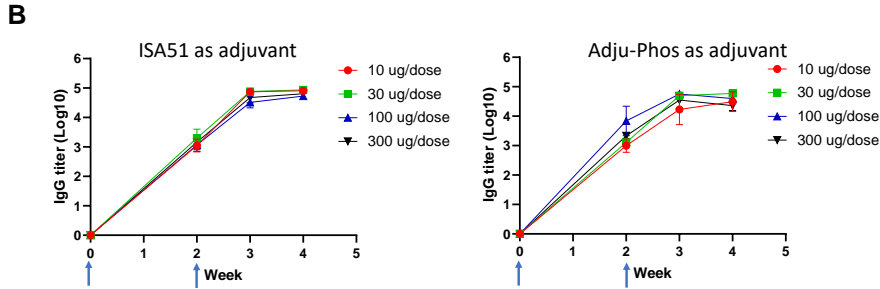 B
ISA51 as adjuvant
IgG titer (Log10)
6
5
4
3
2
1
0
0 1 2 3 4 5
Week
10 ug/dose
30 ug/dose
100 ug/dose
300 ug/dose
Adju-Phos as adjuvant
IgG titer (Log10)
6
5
4
3
2
1
0
0 1 2 3 4 5
Week
10 ug/dose
30 ug/dose
100 ug/dose
300 ug/dose